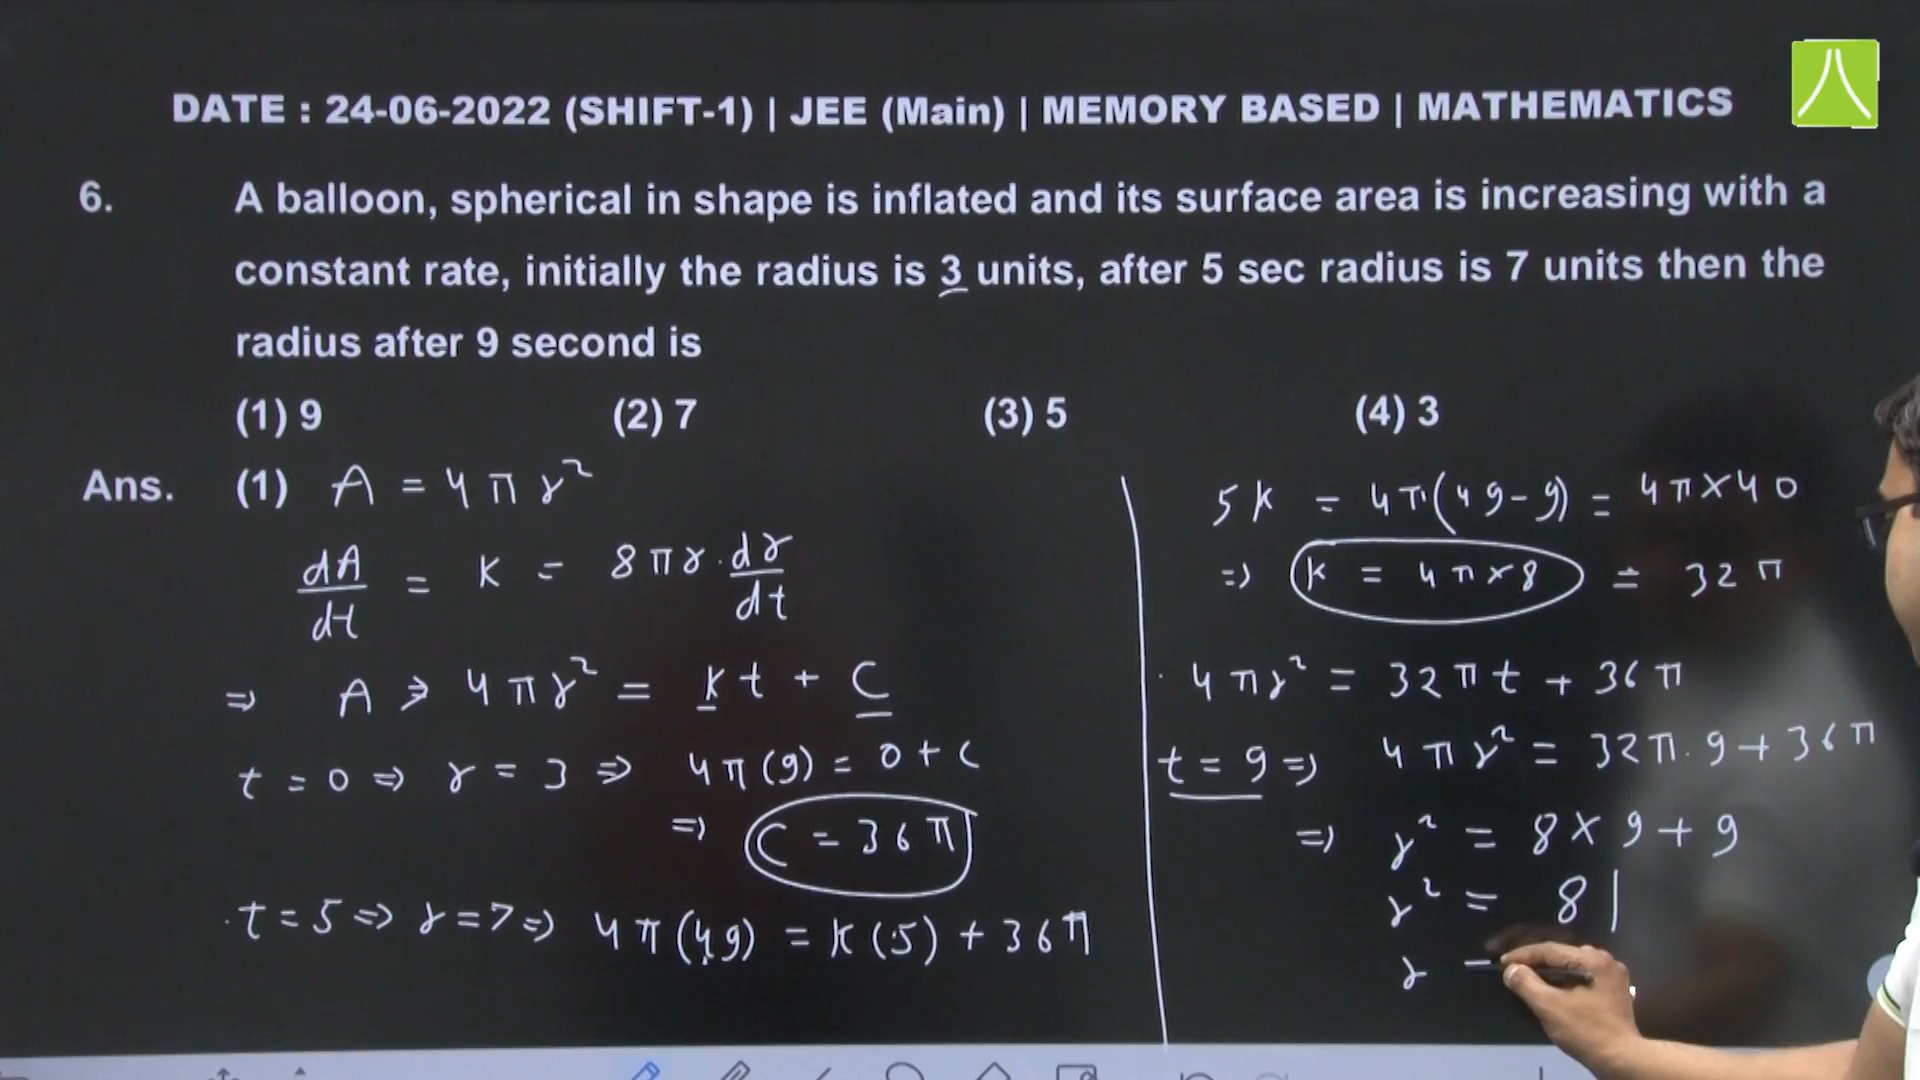 DATE : 24-06-2022 (SHIFT-1) | JEE (Main) | MEMORY BASED | MATHEMATICS
6. A balloon, spherical in shape is inflated and its surface area is increasing with a
constant rate, initially the radius is 3 units, after 5 sec radius is 7 units then the
radius after 9 second is
(1) 9 (2) 7 (3) 5 (4) 3
Ans. (1) A = 4πr²
dA/dt = K = 8πr·dr/dt
⇒ A ⇒ 4πr² = kt + C
t = 0 ⇒ r = 3 ⇒ 4π(9) = 0 + C
⇒ C = 36π
t = 5 ⇒ r = 7 ⇒ 4π(49) = K(5) + 36π
5K = 4π(49-9) = 4π×40
⇒ K = 4π×8 = 32π
4πr² = 32πt + 36π
t = 9 ⇒ 4πr² = 32π.9 + 36π
⇒ r² = 8×9+9
r² = 81
r =